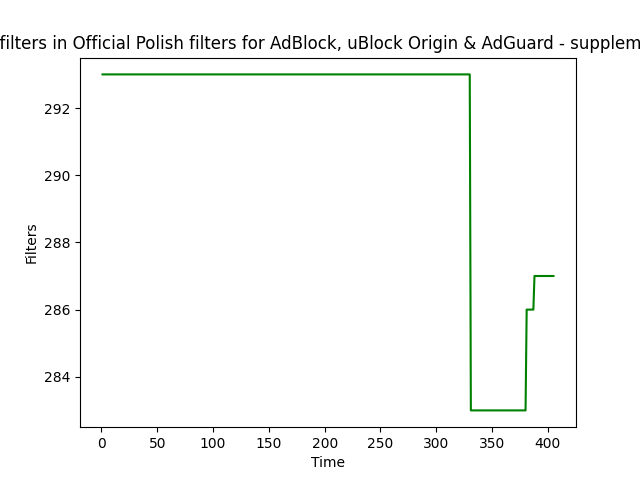 filters in Official Polish filters for AdBlock, uBlock Origin & AdGuard - supplem
292
290
288
286
284
Filters
0 50 100 150 200 250 300 350 400
Time